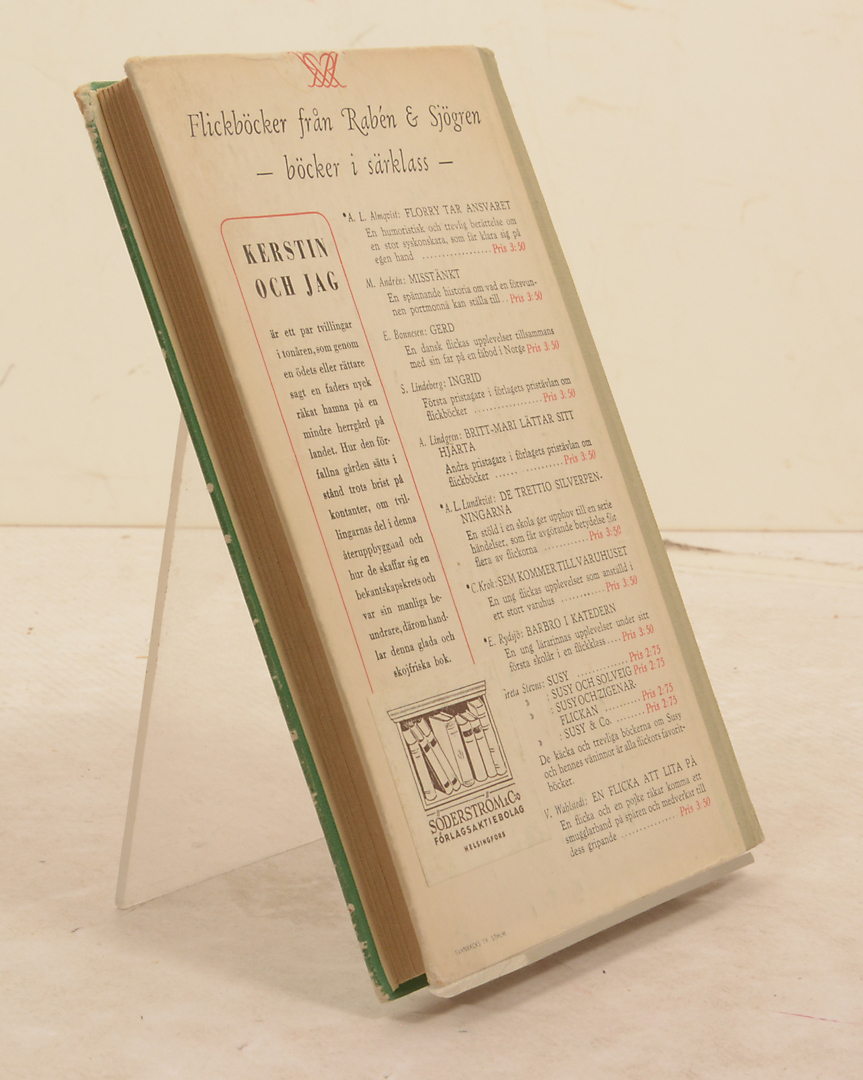 Flickböcker från Rabén & Sjögren
— böcker i särklass —
KERSTIN
OCH JAG
är ett par tvillingar
i tonåren, som genom
en ödets eller rättare
sagt en faders nyck
råkat hamna på en
mindre herrgård på
landet. Hur den för-
fallna gården sätts i
stånd trots brist på
kontanter, om tvil-
lingarnas del i denna
återuppbyggnad och
hur de skaffar sig en
bekantskapskrets och
var sin manliga be-
undrare, därom hand-
lar denna glada och
skojfriska bok.
•A. L. Almqvist: FLORRY TAR ANSVARET
En humoristisk och trevlig berättelse om
en stor syskonskara, som får klara sig på
egen hand .................. Pris 3:50
M. Andrén: MISSTÄNKT
En spännande historia om vad en försvun-
nen portmonnä kan ställa till .. Pris 3:50
E. Bonnesen: GERD
En dansk flickas upplevelser tillsammans
med sin far på en fäbod i Norge Pris 3:50
S. Lindeberg: INGRID
Första pristagare i förlagets pristävlan om
flickböcker .................. Pris 3:50
A. Lindgren: BRITT-MARI LÄTTAR SITT
HJÄRTA
Andra pristagare i förlagets pristävlan om
flickböcker ...... .......... Pris 3:50
•A. L. Lundkvist: DE TRETTIO SILVERPEN-
NINGARNA
En stöld i en skola ger upphov till en serie
händelser, som får avgörande betydelse för
flera av flickorna ............ Pris 3:50
•C. Krok: SEM KOMMER TILL VARUHUSET
En ung flickas upplevelser som anställd i
ett stort varuhus ............ Pris 3:50
•E. Rydsjö: BARBRO I KATEDERN
En ung lärarinnas upplevelser under sitt
första skolår i en flickklass .... Pris 3:50
Greta Stevns: SUSY ............ Pris 2:75
» : SUSY OCH SOLVEIG Pris 2:75
» : SUSY OCH ZIGENAR-
FLICKAN .......... Pris 2:75
» : SUSY & Co. ........ Pris 2:75
De käcka och trevliga böckerna om Susy
och hennes väninnor är alla flickors favorit-
böcker.
V. Wahlstedt: EN FLICKA ATT LITA PÅ
En flicka och en pojke råkar komma ett
smugglarband på spåren och medverkar till
dess gripande .................. Pris 3:50
SÖDERSTRÖM & Co
FÖRLAGSAKTIEBOLAG
HELSINGFORS